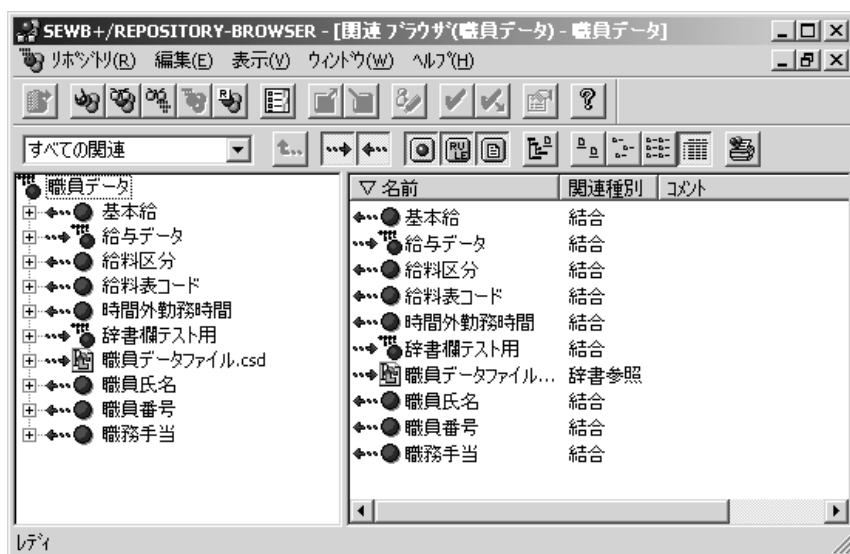 SEWB+/REPOSITORY-BROWSER - [関連 ﾌﾞﾗｳｻﾞ(職員データ) - 職員データ]
ﾘﾎﾟｼﾞﾄﾘ(R) 編集(E) 表示(V) ｳｨﾝﾄﾞｳ(W) ﾍﾙﾌﾟ(H)
すべての関連
職員データ
基本給
給与データ
給料区分
給料表コード
時間外勤務時間
辞書欄テスト用
職員データファイル.csd
職員氏名
職員番号
職務手当
▽ 名前 関連種別 ｺﾒﾝﾄ
基本給 結合
給与データ 結合
給料区分 結合
給料表コード 結合
時間外勤務時間 結合
辞書欄テスト用 結合
職員データファイル... 辞書参照
職員氏名 結合
職員番号 結合
職務手当 結合
ﾚﾃﾞｨ